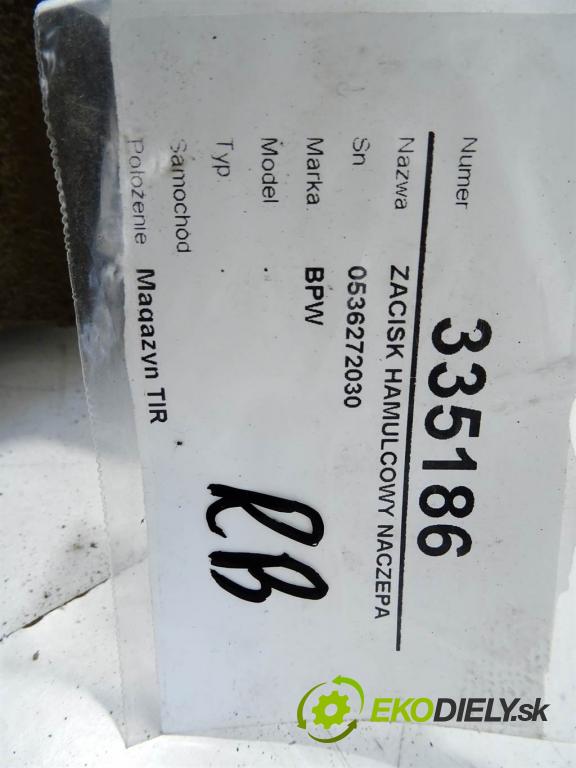 Numer 335186
Nazwa ZACISK HAMULCOWY NACZEPA
Sn 0536272030
Marka BPW
Model .
Typ
Samochód
Położenie Magazyn TIR
RB
EKODIELY.sk